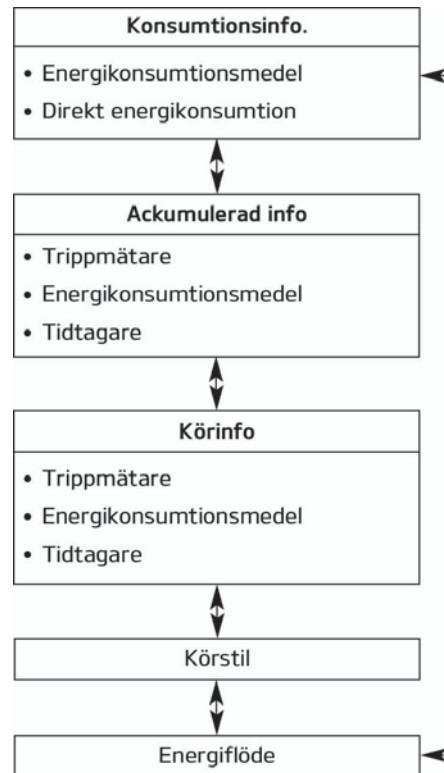 Konsumtionsinfo.
• Energikonsumtionsmedel
• Direkt energikonsumtion
Ackumulerad info
• Trippmätare
• Energikonsumtionsmedel
• Tidtagare
Körinfo
• Trippmätare
• Energikonsumtionsmedel
• Tidtagare
Körstil
Energiflöde